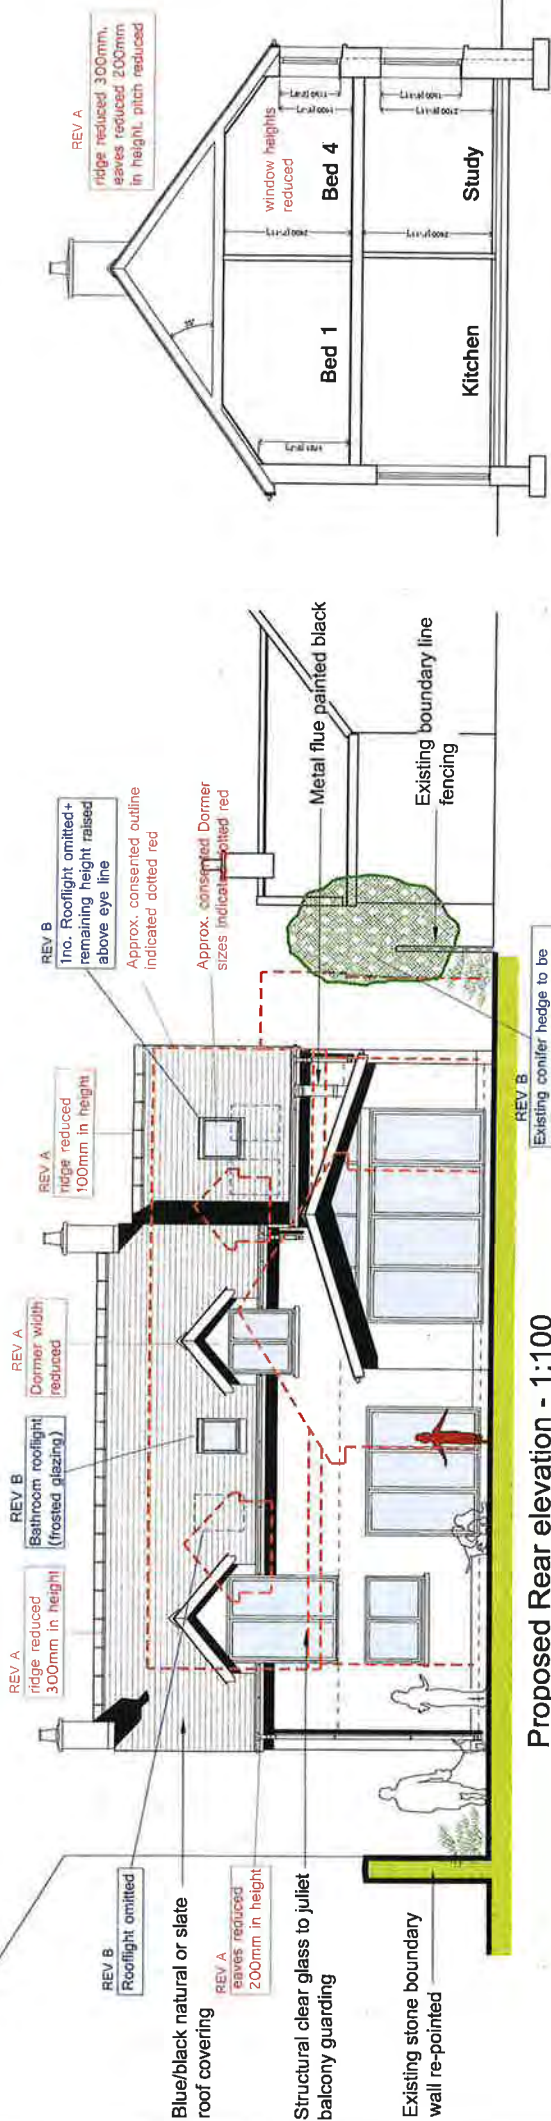 REV A
ridge reduced 300mm,
eaves reduced 200mm
in height, pitch reduced
window heights
reduced
Bed 1
Bed 4
Kitchen
Study
REV B
1no. Rooflight omitted+
remaining height raised
above eye line
Approx. consented outline
indicated dotted red
Approx. consented Dormer
sizes indicated dotted red
Metal flue painted black
Existing boundary line
fencing
REV B
Existing conifer hedge to be
REV A
ridge reduced
100mm in height
REV A
Dormer width
reduced
REV B
Bathroom rooflight
(frosted glazing)
REV A
ridge reduced
300mm in height
REV B
Rooflight omitted
Blue/black natural or slate
roof covering
REV A
eaves reduced
200mm in height
Structural clear glass to juliet
balcony guarding
Existing stone boundary
wall re-pointed
Proposed Rear elevation - 1:100